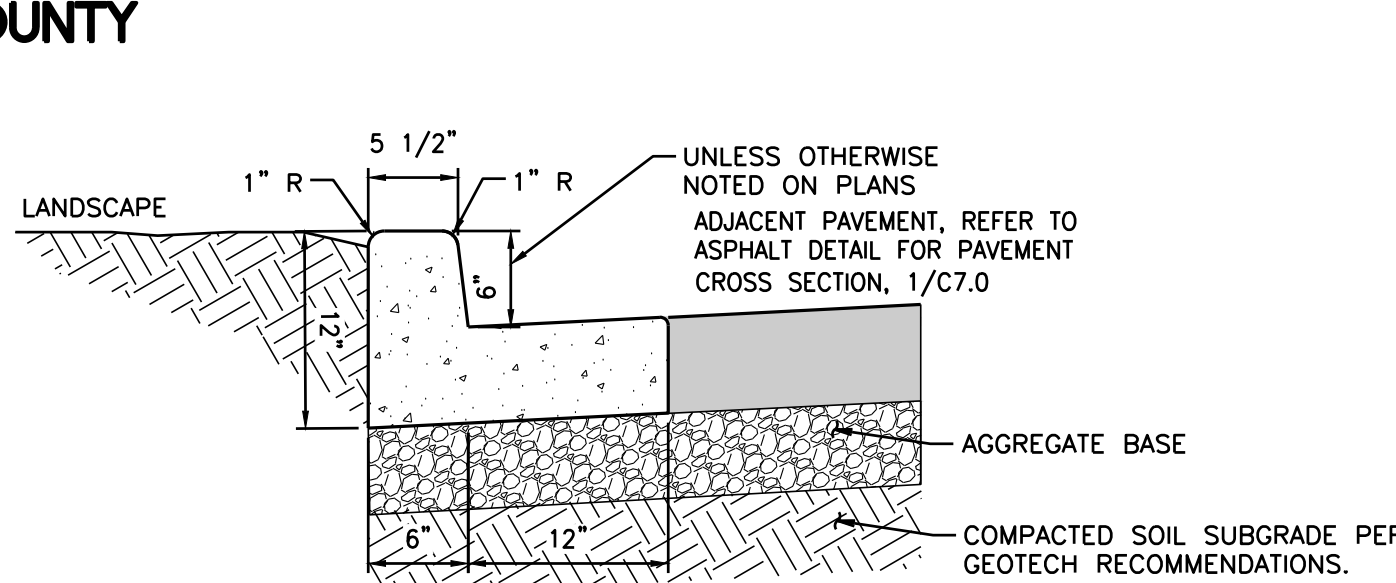 OUNTY
5 1/2"
1" R
1" R
UNLESS OTHERWISE
NOTED ON PLANS
LANDSCAPE
ADJACENT PAVEMENT, REFER TO
ASPHALT DETAIL FOR PAVEMENT
CROSS SECTION, 1/C7.0
6"
12"
AGGREGATE BASE
6"
12"
COMPACTED SOIL SUBGRADE PER
GEOTECH RECOMMENDATIONS.